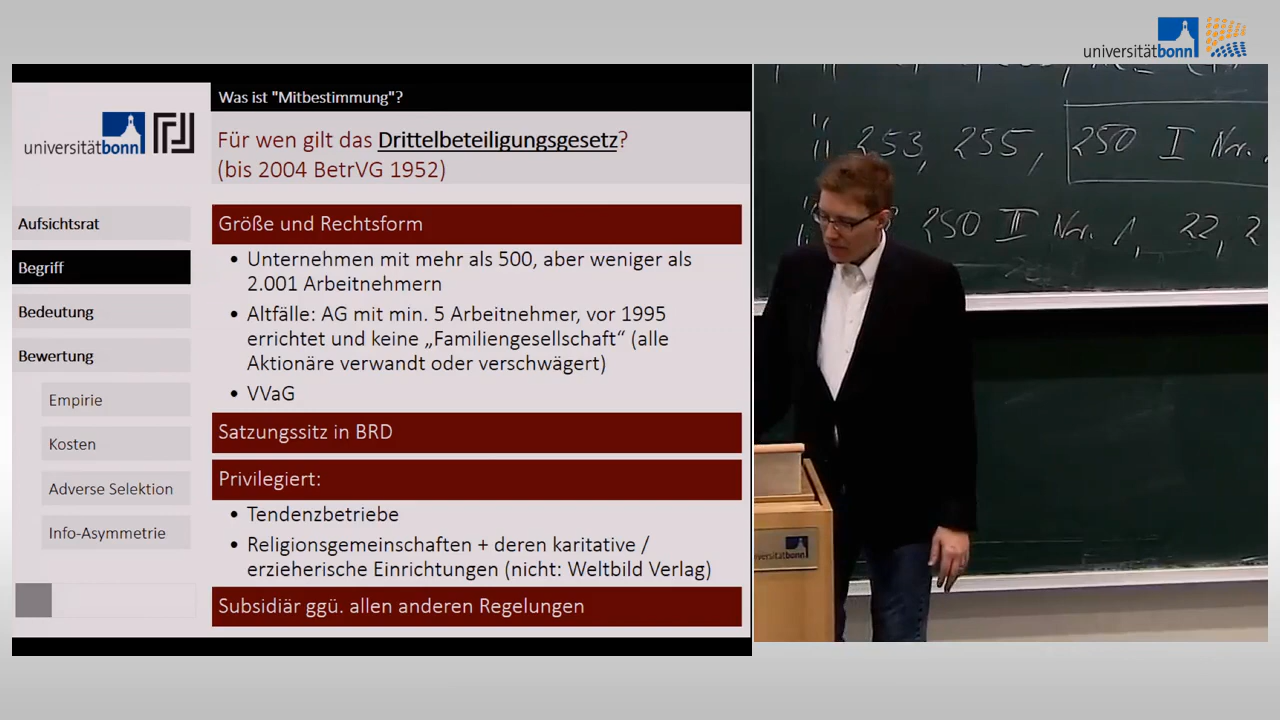 universitätbonn
Was ist "Mitbestimmung"?
Für wen gilt das Drittelbeteiligungsgesetz?
(bis 2004 BetrVG 1952)
universitätbonn
Aufsichtsrat
Begriff
Bedeutung
Bewertung
Empirie
Kosten
Adverse Selektion
Info-Asymmetrie
Größe und Rechtsform
• Unternehmen mit mehr als 500, aber weniger als
2.001 Arbeitnehmern
• Altfälle: AG mit min. 5 Arbeitnehmer, vor 1995
errichtet und keine „Familiengesellschaft“ (alle
Aktionäre verwandt oder verschwägert)
• VVaG
Satzungssitz in BRD
Privilegiert:
• Tendenzbetriebe
• Religionsgemeinschaften + deren karitative /
erzieherische Einrichtungen (nicht: Weltbild Verlag)
Subsidiär ggü. allen anderen Regelungen
253, 255, 250 I Nr.
250 II Nr. 1, 22, 2
universitätbonn